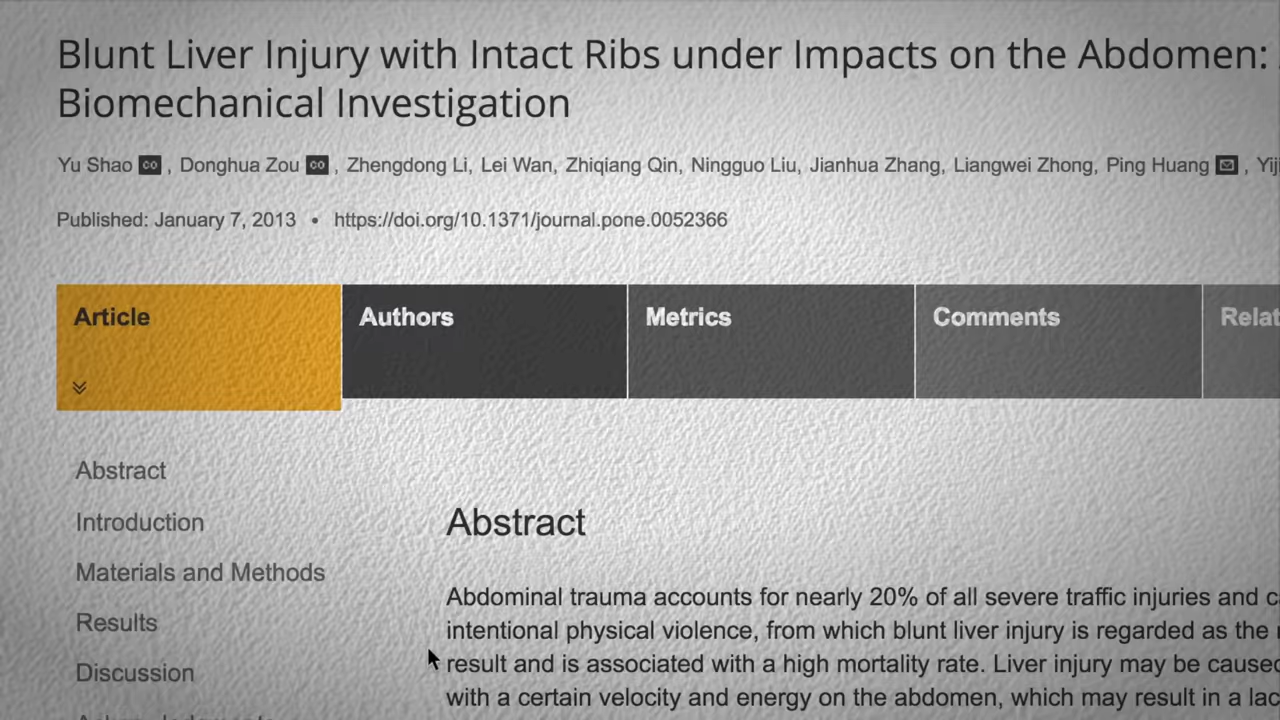 Blunt Liver Injury with Intact Ribs under Impacts on the Abdomen:
Biomechanical Investigation
Yu Shao, Donghua Zou, Zhengdong Li, Lei Wan, Zhiqiang Qin, Ningguo Liu, Jianhua Zhang, Liangwei Zhong, Ping Huang,
Published: January 7, 2013 • https://doi.org/10.1371/journal.pone.0052366
Article
Authors
Metrics
Comments
Abstract
Introduction
Materials and Methods
Results
Discussion
Abstract
Abdominal trauma accounts for nearly 20% of all severe traffic injuries and
intentional physical violence, from which blunt liver injury is regarded as the
result and is associated with a high mortality rate. Liver injury may be caused
with a certain velocity and energy on the abdomen, which may result in a